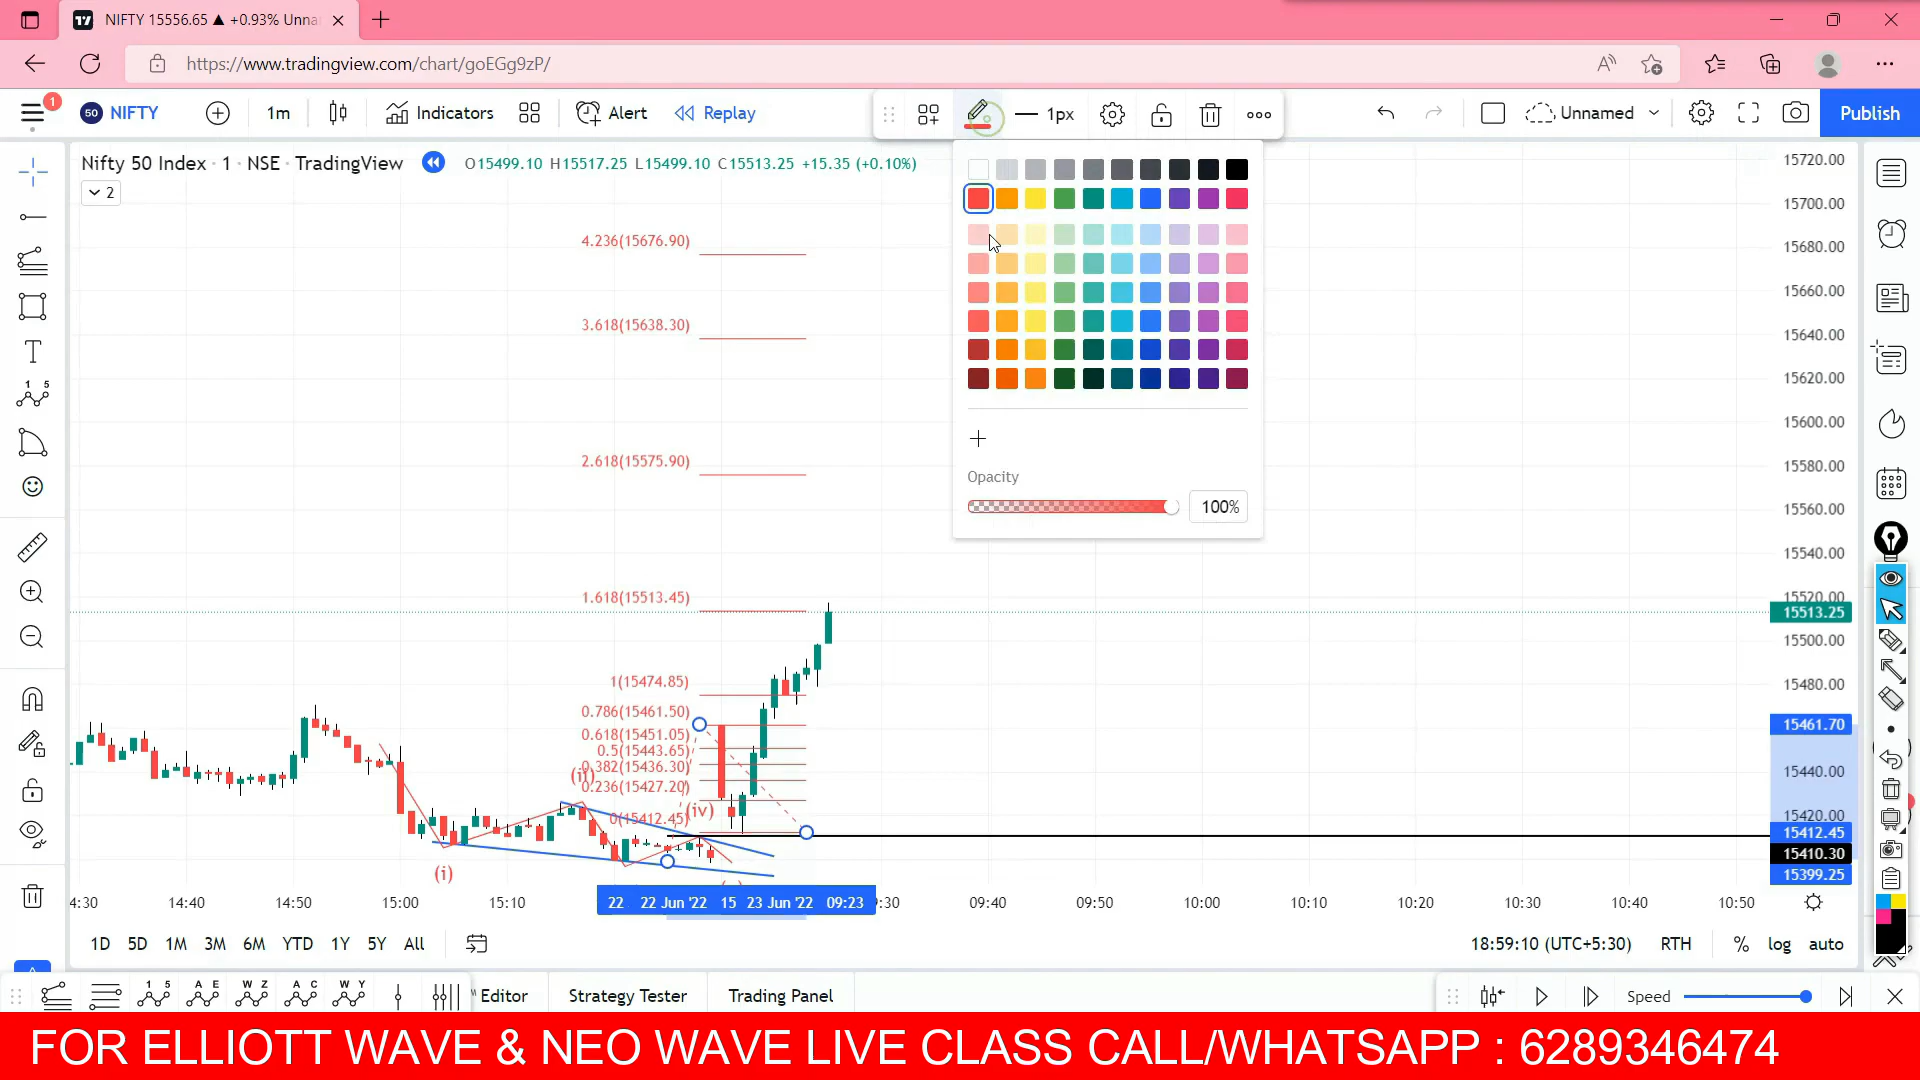 NIFTY 15556.65 ▲ +0.93% Unna
https://www.tradingview.com/chart/goEGg9zP/
1
50 NIFTY
1m
Indicators
Alert
Replay
1px
Unnamed
Publish
Nifty 50 Index · 1 · NSE · TradingView
O15499.10 H15517.25 L15499.10 C15513.25 +15.35 (+0.10%)
2
15720.00
15700.00
15680.00
15660.00
15640.00
15620.00
15600.00
15580.00
15560.00
15540.00
15520.00
15513.25
15500.00
15480.00
15461.70
15440.00
15420.00
15412.45
15410.30
15399.25
4.236(15676.90)
3.618(15638.30)
2.618(15575.90)
1.618(15513.45)
1(15474.85)
0.786(15461.50)
0.618(15451.05)
0.5(15443.65)
0.382(15436.30)
0.236(15427.20)
0(15412.45)
(i)
(ii)
(iv)
Opacity
100%
4:30 14:40 14:50 15:00 15:10 22 22 Jun '22 15 23 Jun '22 09:23 :30 09:40 09:50 10:00 10:10 10:20 10:30 10:40 10:50
1D 5D 1M 3M 6M YTD 1Y 5Y All
18:59:10 (UTC+5:30) RTH % log auto
1 5 A E W Z A C W Y
Editor Strategy Tester Trading Panel
Speed
FOR ELLIOTT WAVE & NEO WAVE LIVE CLASS CALL/WHATSAPP : 6289346474